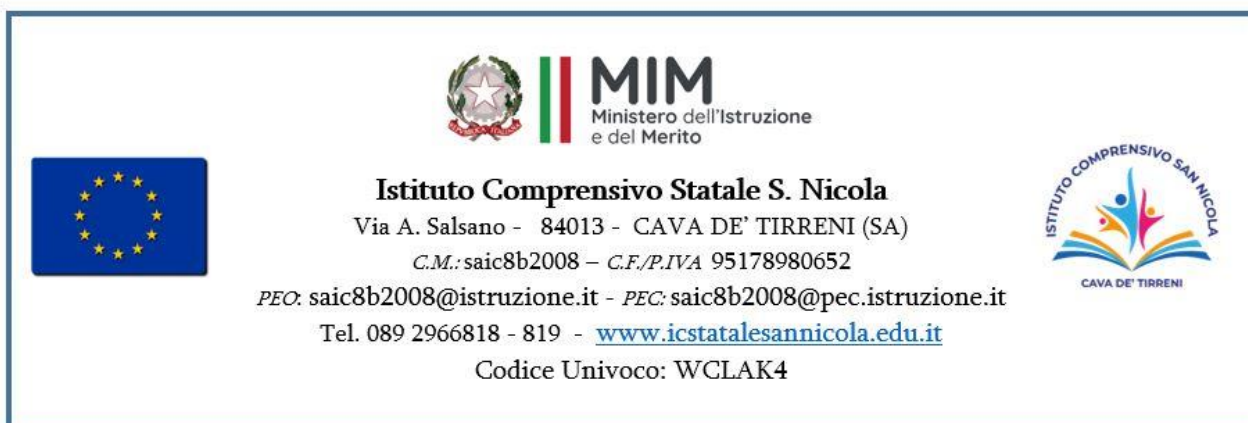 MIM
Ministero dell'Istruzione
e del Merito
REPVBBLICA ITALIANA
Istituto Comprensivo Statale S. Nicola
Via A. Salsano - 84013 - CAVA DE' TIRRENI (SA)
C.M.: saic8b2008 – C.F./P.IVA 95178980652
PEO: saic8b2008@istruzione.it - PEC: saic8b2008@pec.istruzione.it
Tel. 089 2966818 - 819 - www.icstatalesannicola.edu.it
Codice Univoco: WCLAK4
ISTITUTO COMPRENSIVO SAN NICOLA
CAVA DE' TIRRENI